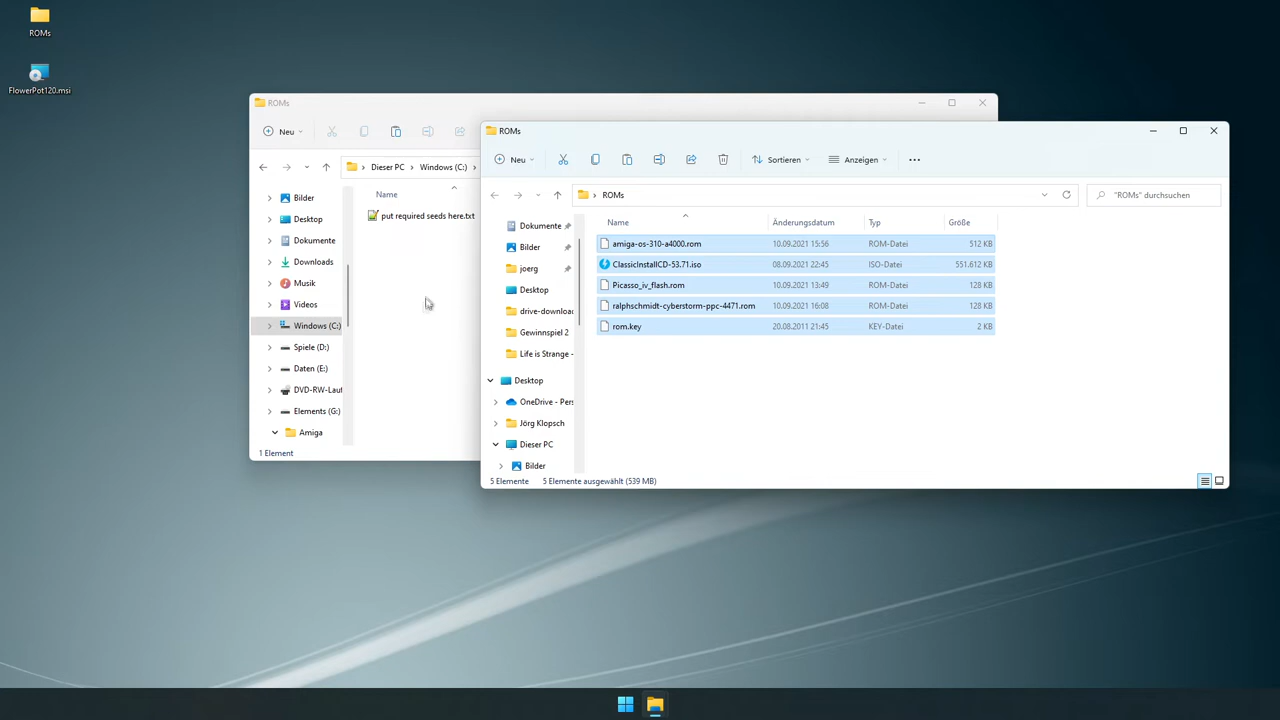 ROMs
FlowerPot120.msi
ROMs
Neu
Dieser PC
Windows (C:)
Name
Bilder
Desktop
Dokumente
Downloads
Musik
Videos
Windows (C:)
Spiele (D:)
Daten (E:)
DVD-RW-Lauf
Elements (G:)
Amiga
put required seeds here.txt
1 Element
ROMs
Neu
Sortieren
Anzeigen
ROMs
"ROMs" durchsuchen
Dokumente
Bilder
joerg
Desktop
drive-download
Gewinnspiel 2
Life is Strange -
Desktop
OneDrive - Pers
Jörg Klopsch
Dieser PC
Bilder
Name Änderungsdatum Typ Größe
amiga-os-310-a4000.rom 10.09.2021 15:56 ROM-Datei 512 KB
ClassicInstallCD-53.71.iso 08.09.2021 22:45 ISO-Datei 551.612 KB
Picasso_iv_flash.rom 10.09.2021 13:49 ROM-Datei 128 KB
ralphschmidt-cyberstorm-ppc-4471.rom 10.09.2021 16:08 ROM-Datei 128 KB
rom.key 20.08.2011 21:45 KEY-Datei 2 KB
5 Elemente 5 Elemente ausgewählt (539 MB)